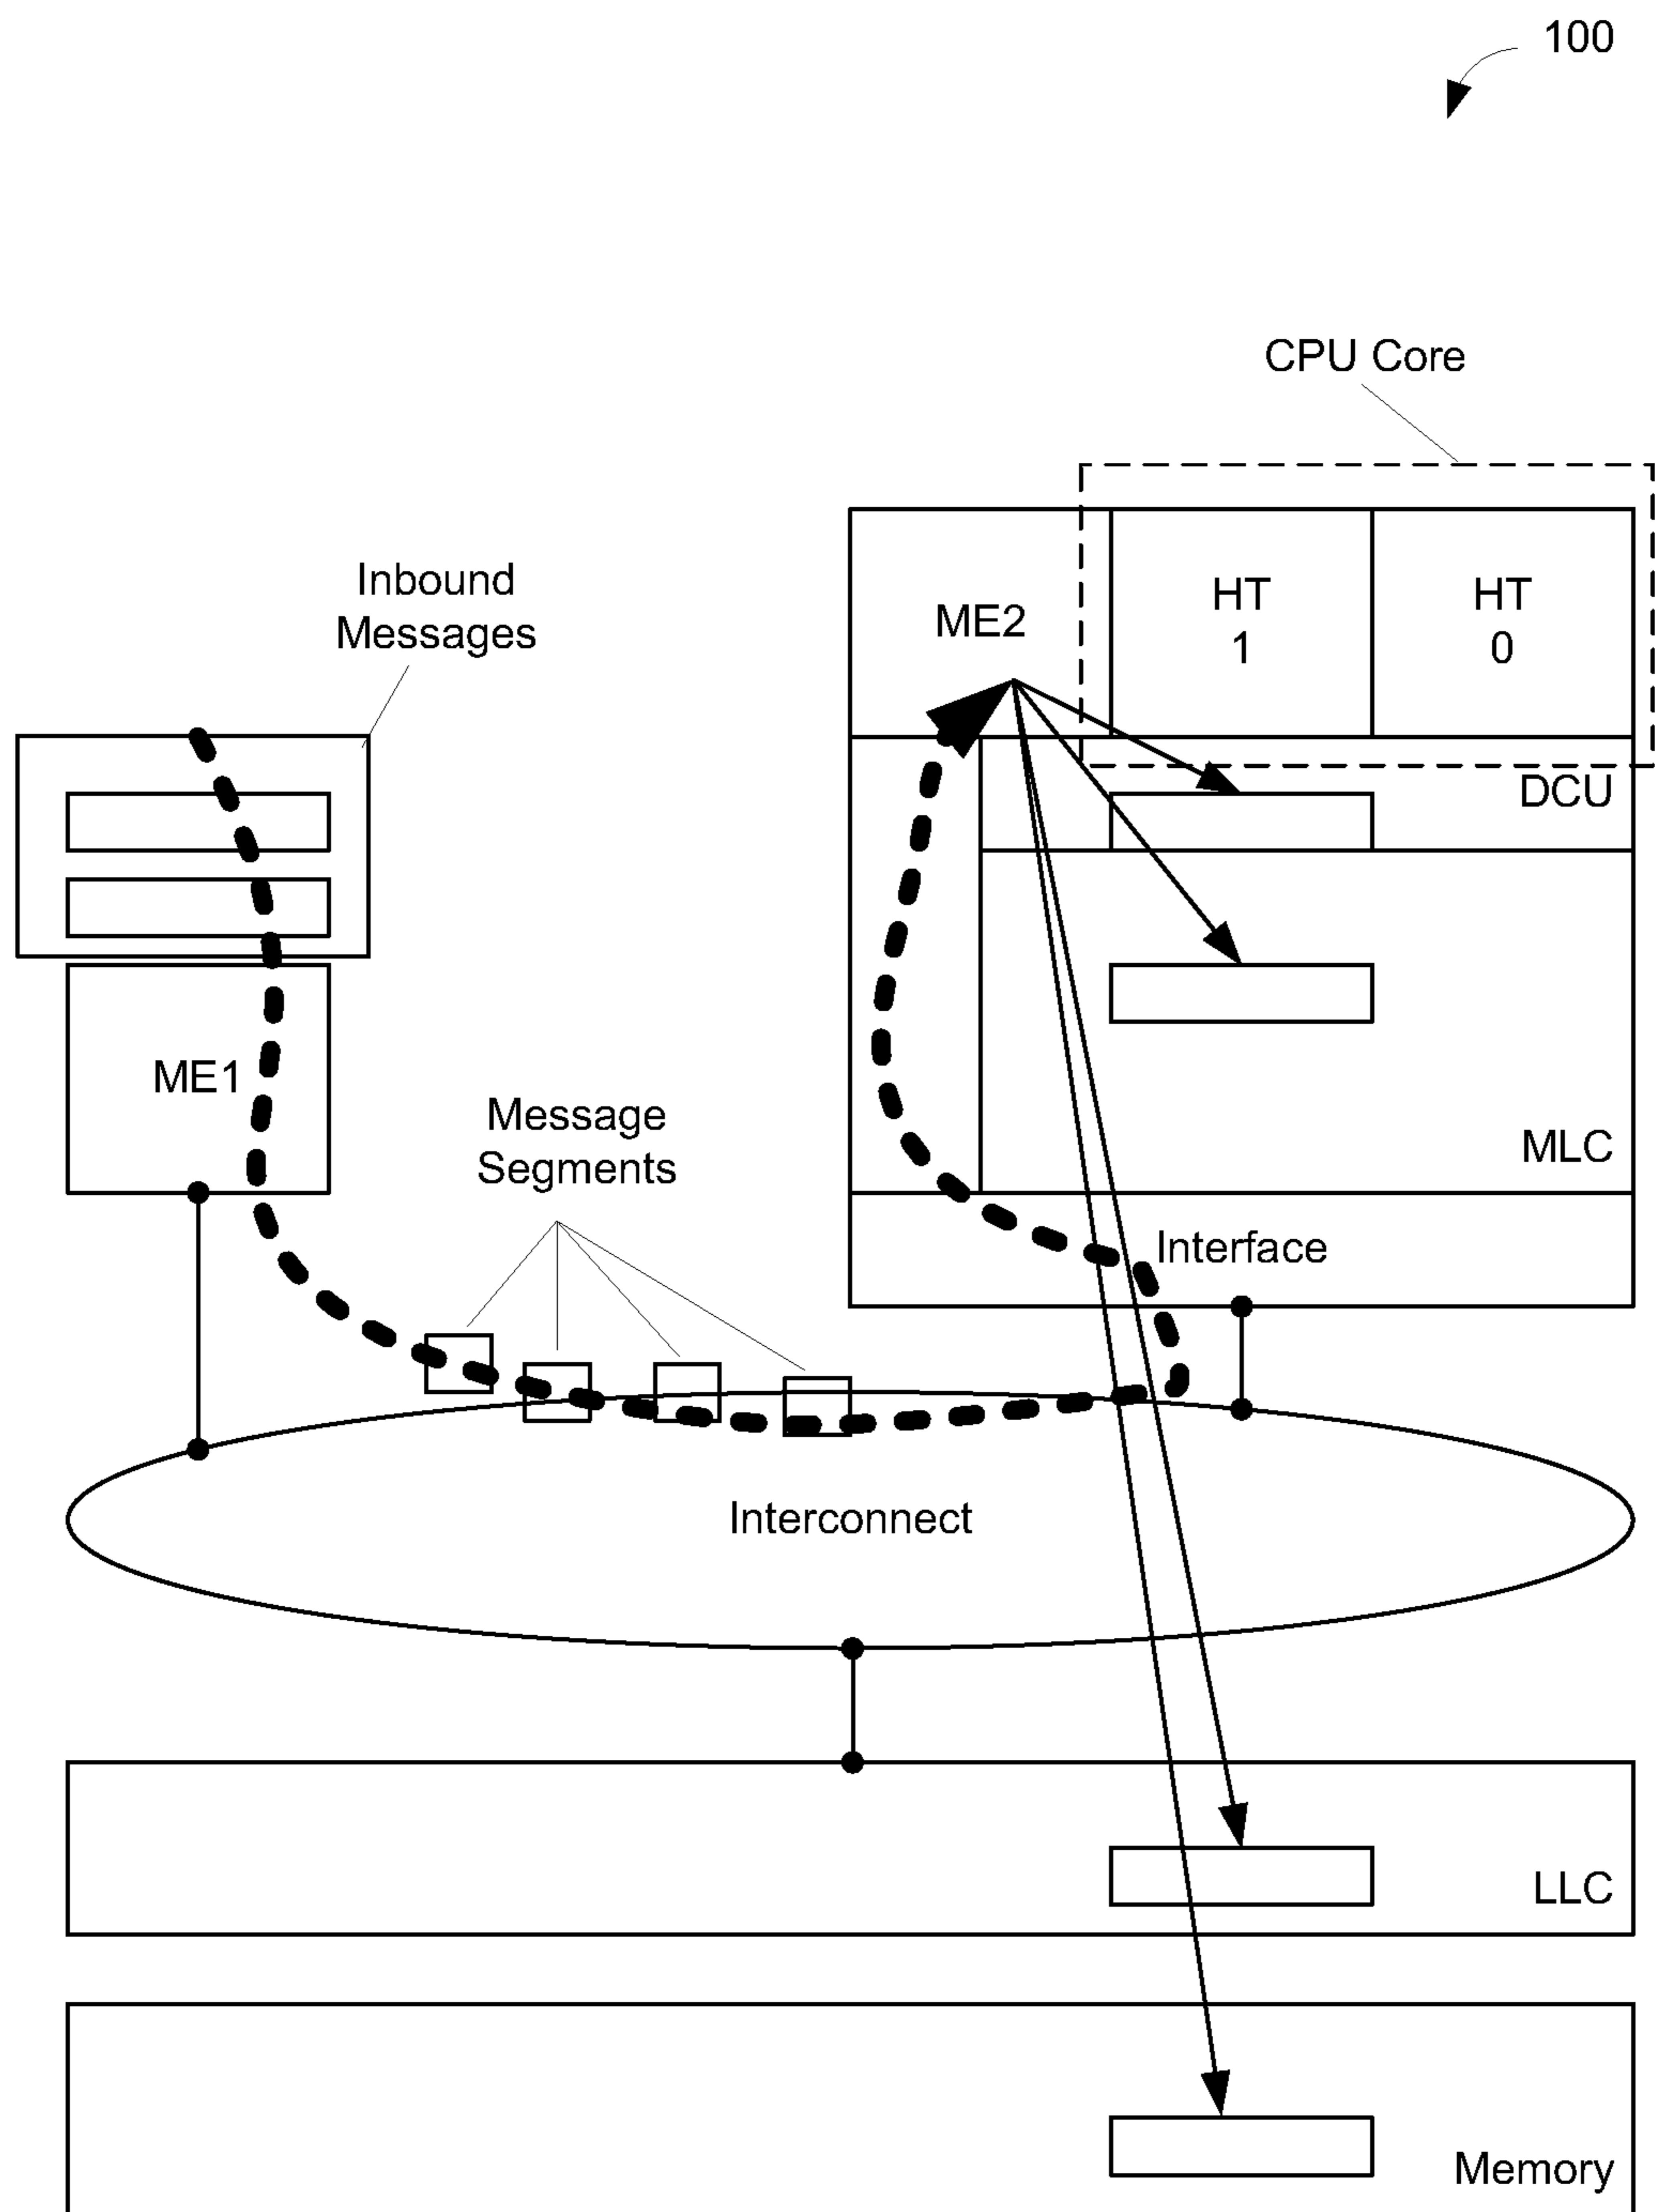 100
CPU Core
Inbound
Messages
ME2
HT
1
HT
0
DCU
ME1
Message
Segments
MLC
Interface
Interconnect
LLC
Memory